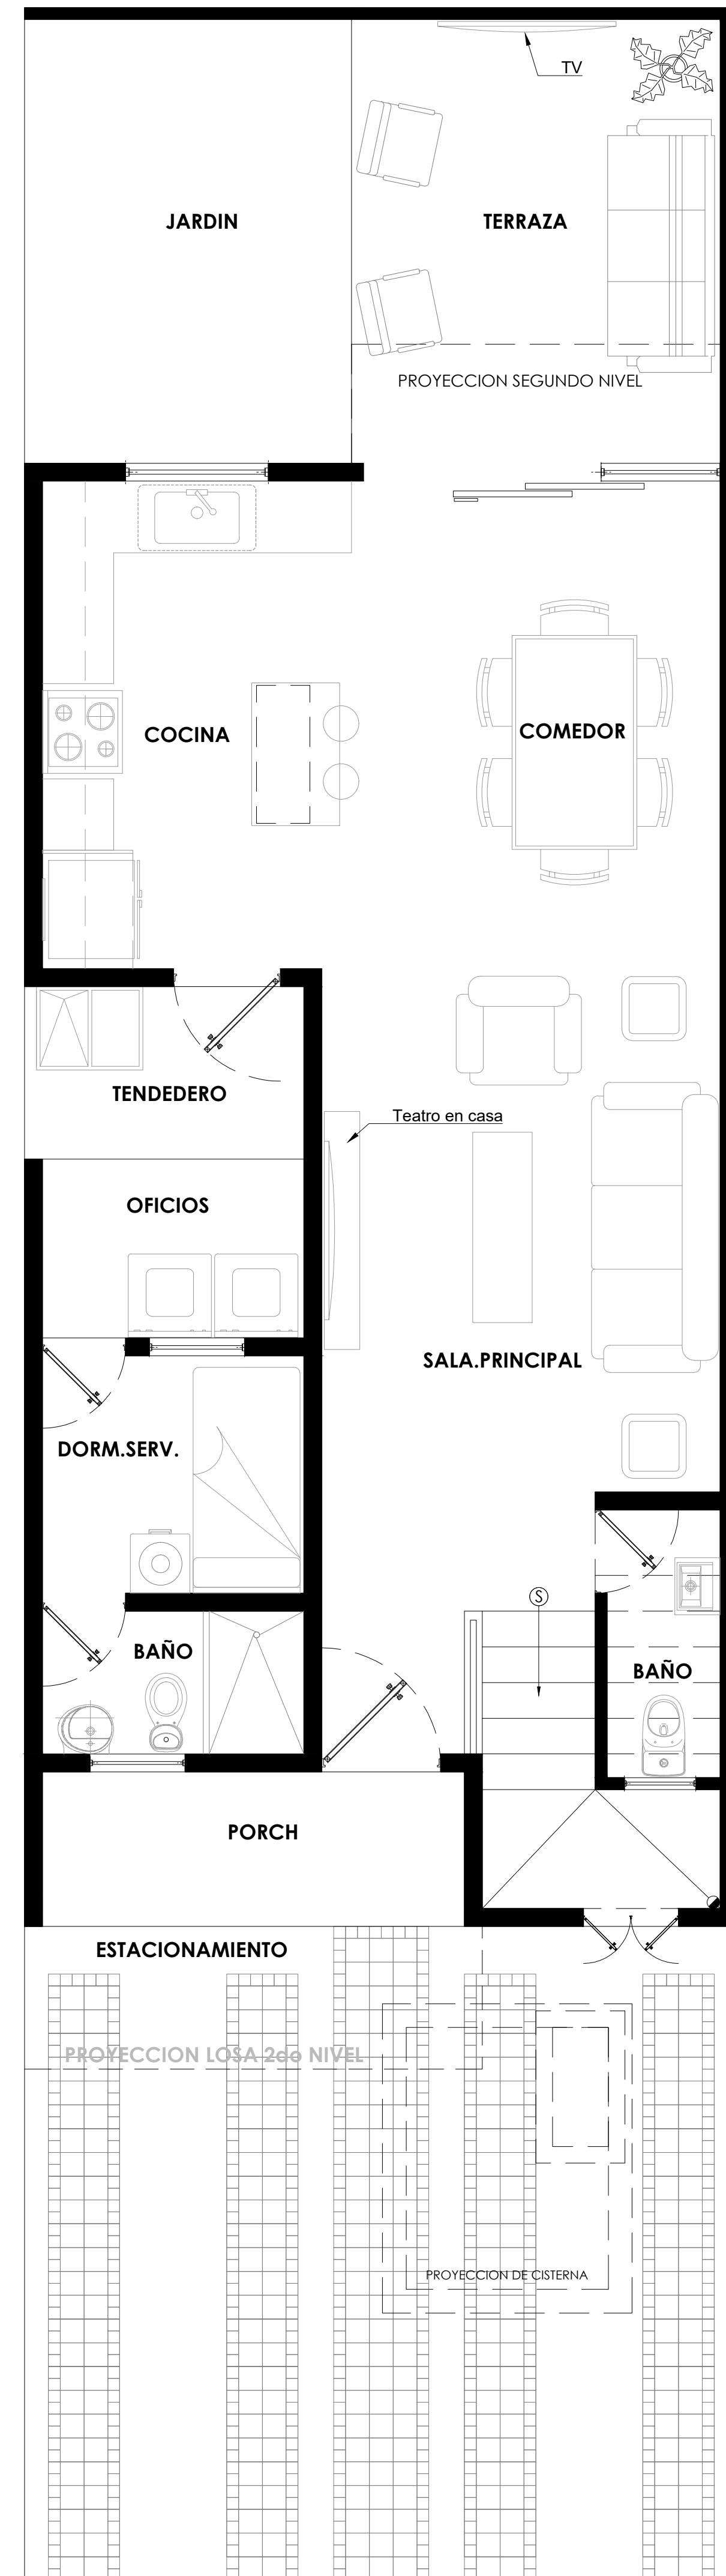 TV
JARDIN
TERRAZA
PROYECCION SEGUNDO NIVEL
COCINA
COMEDOR
TENDEDERO
Teatro en casa
OFICIOS
SALA.PRINCIPAL
DORM.SERV.
S
BAÑO
BAÑO
PORCH
ESTACIONAMIENTO
PROYECCION LOSA 2do NIVEL
PROYECCION DE CISTERNA